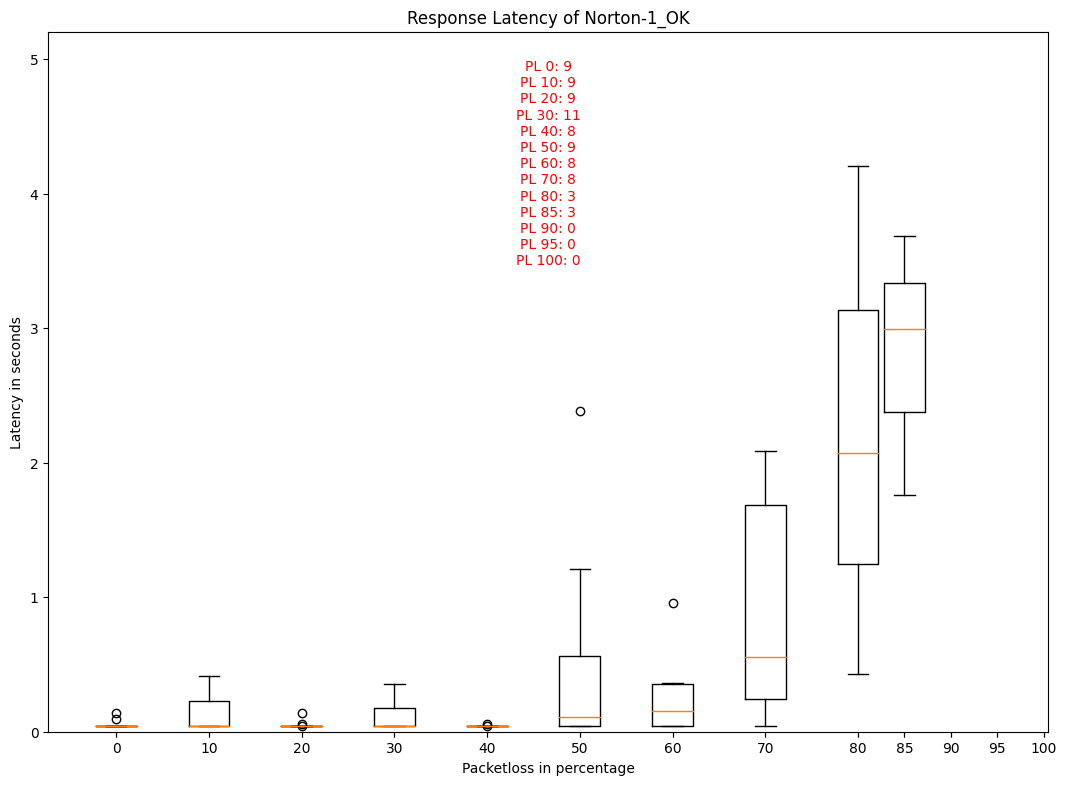 Response Latency of Norton-1_OK
PL 0: 9
PL 10: 9
PL 20: 9
PL 30: 11
PL 40: 8
PL 50: 9
PL 60: 8
PL 70: 8
PL 80: 3
PL 85: 3
PL 90: 0
PL 95: 0
PL 100: 0
Latency in seconds
5
4
3
2
1
0
0 10 20 30 40 50 60 70 80 85 90 95 100
Packetloss in percentage